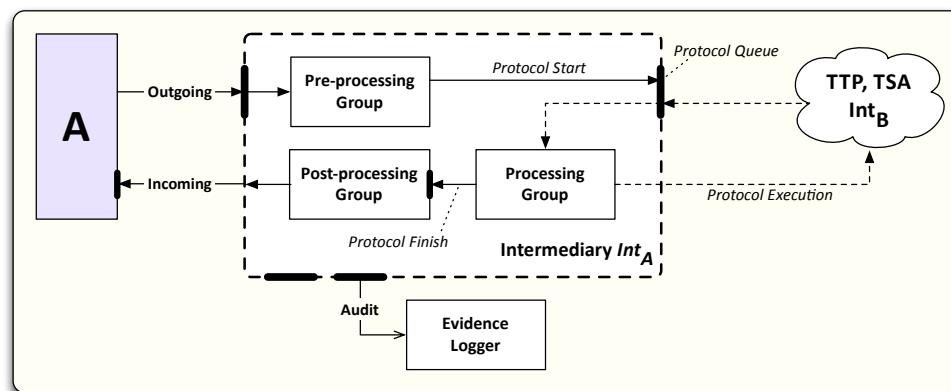 A
Outgoing
Incoming
Pre-processing
Group
Protocol Start
Protocol Queue
TTP, TSA
Int_B
Post-processing
Group
Processing
Group
Protocol Finish
Protocol Execution
Intermediary Int_A
Audit
Evidence
Logger